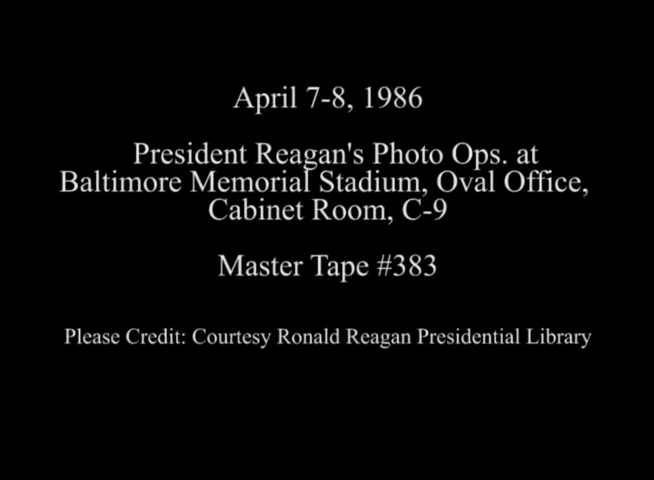 April 7-8, 1986
President Reagan's Photo Ops. at
Baltimore Memorial Stadium, Oval Office,
Cabinet Room, C-9
Master Tape #383
Please Credit: Courtesy Ronald Reagan Presidential Library